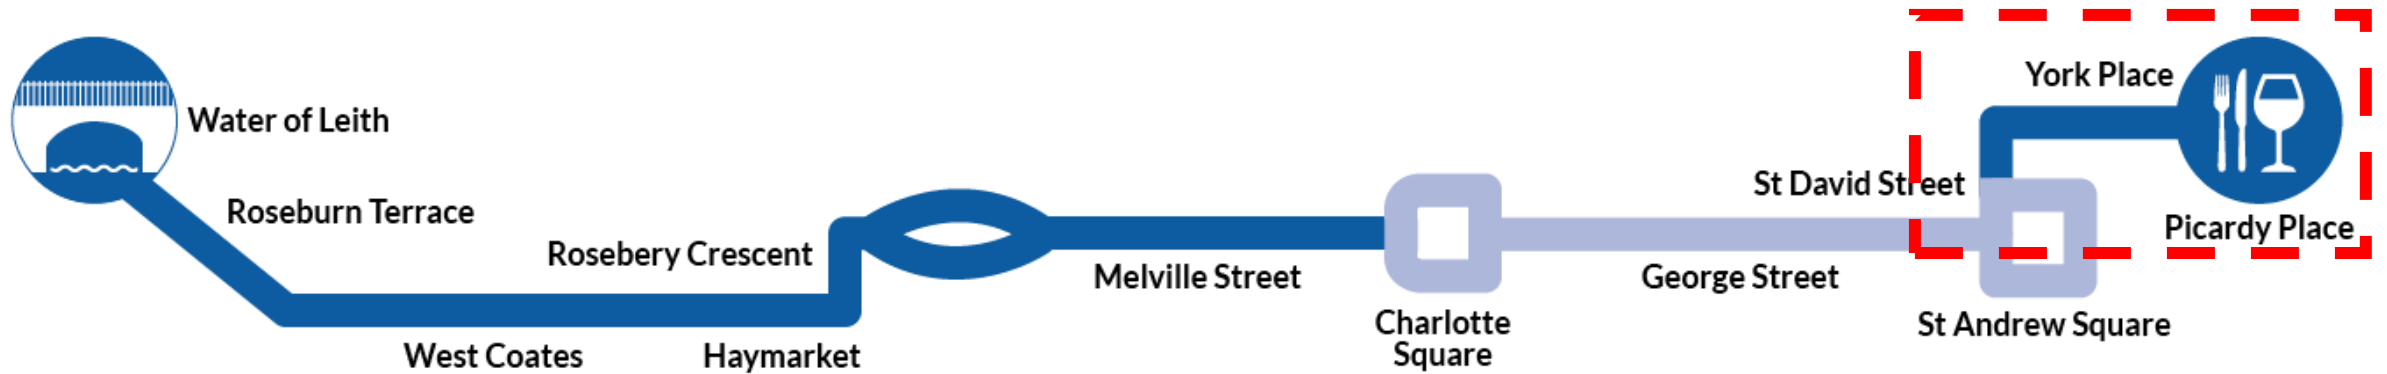 Water of Leith
Roseburn Terrace
West Coates
Haymarket
Rosebery Crescent
Melville Street
Charlotte
Square
George Street
St David Street
St Andrew Square
York Place
Picardy Place